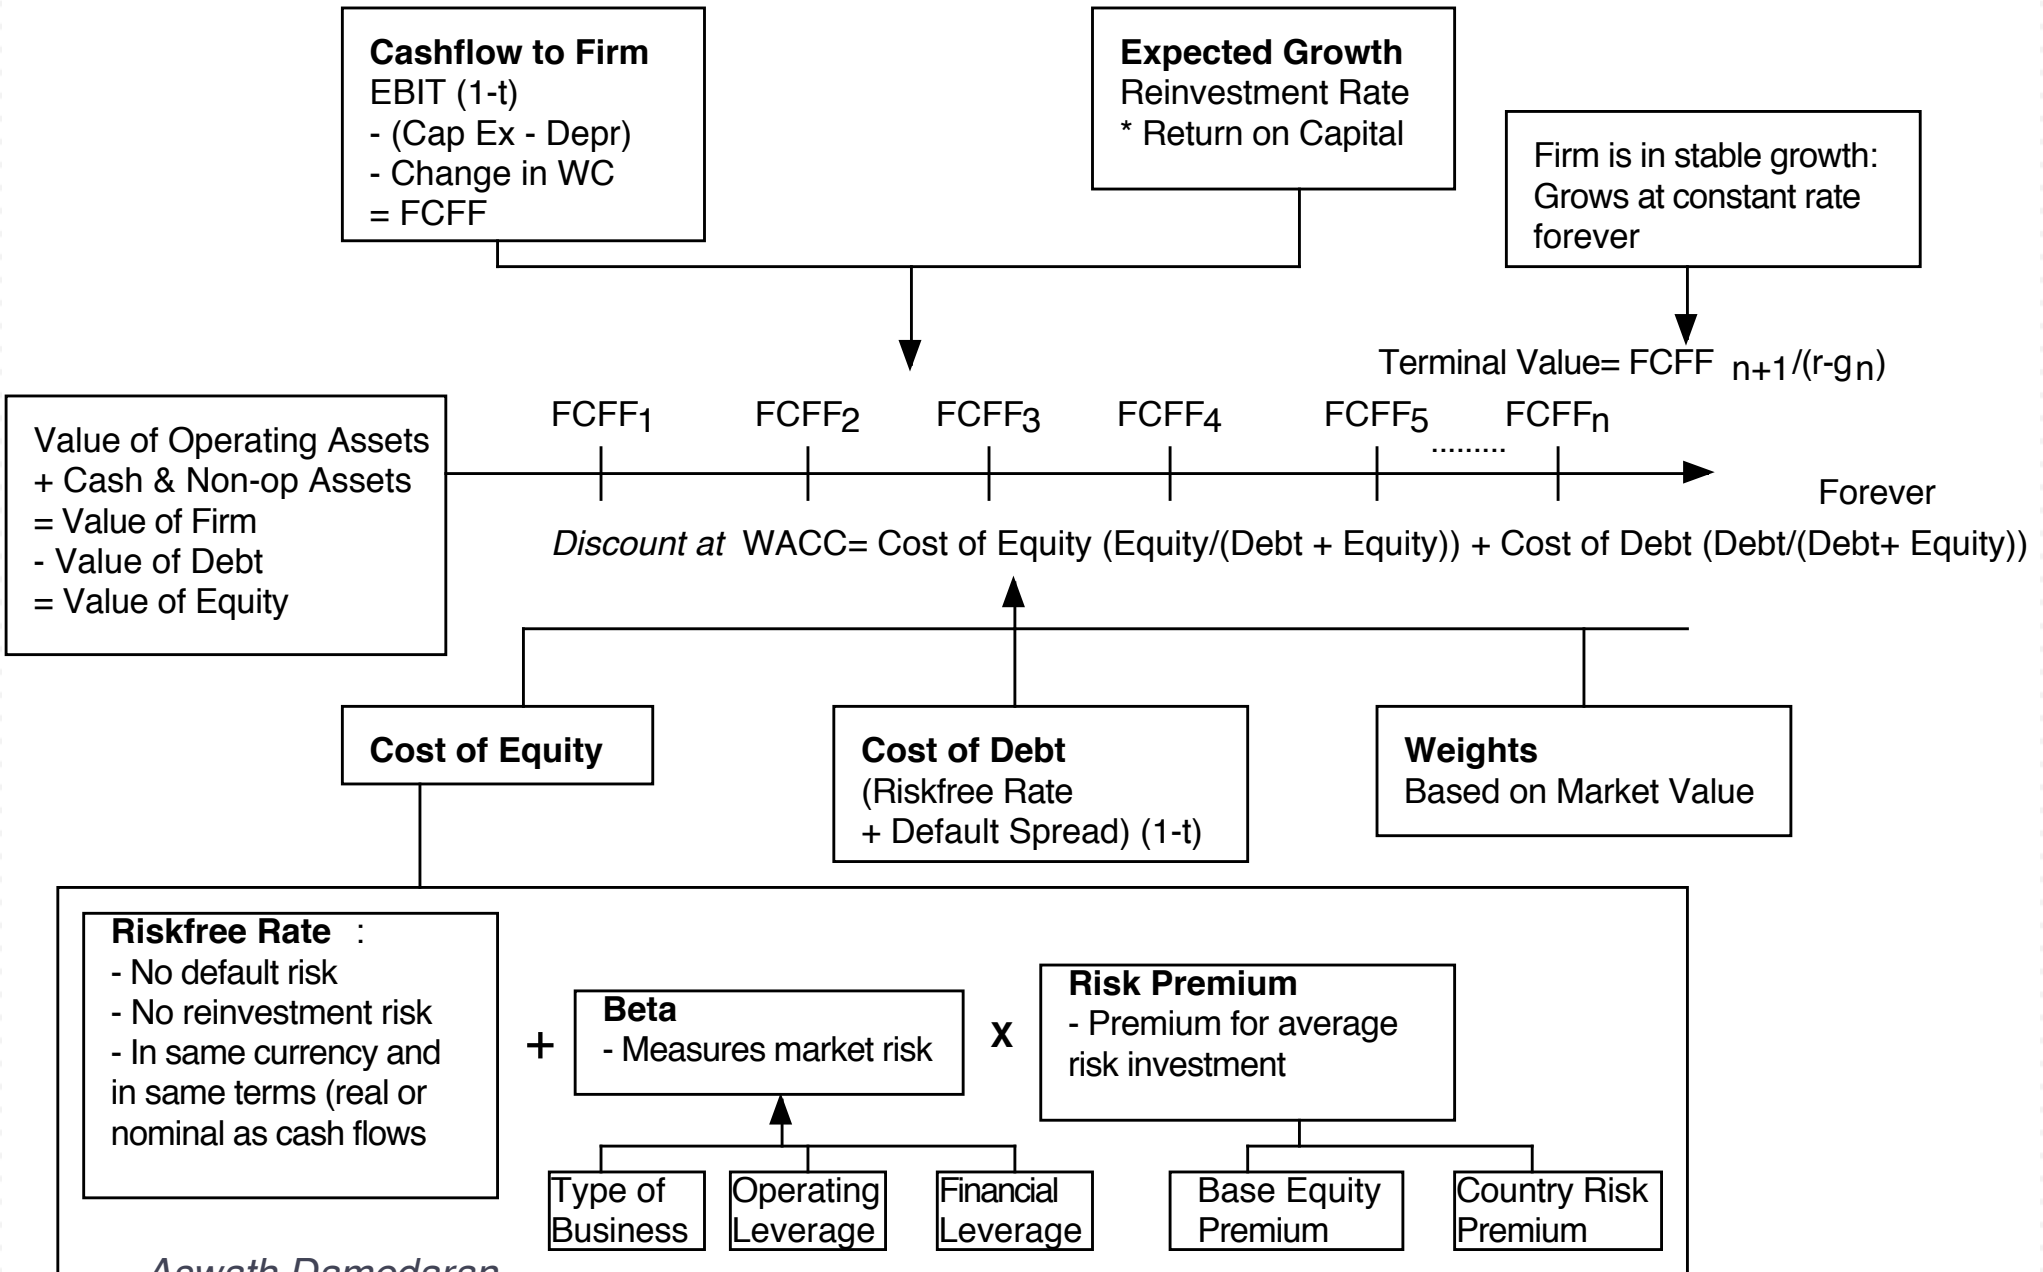 Cashflow to Firm
EBIT (1-t)
- (Cap Ex - Depr)
- Change in WC
= FCFF
Expected Growth
Reinvestment Rate
* Return on Capital
Firm is in stable growth:
Grows at constant rate
forever
Terminal Value= FCFF n+1/(r-gn)
FCFF1 FCFF2 FCFF3 FCFF4 FCFF5 ......... FCFFn
Forever
Value of Operating Assets
+ Cash & Non-op Assets
= Value of Firm
- Value of Debt
= Value of Equity
Discount at WACC= Cost of Equity (Equity/(Debt + Equity)) + Cost of Debt (Debt/(Debt+ Equity))
Cost of Equity
Cost of Debt
(Riskfree Rate
+ Default Spread) (1-t)
Weights
Based on Market Value
Riskfree Rate :
- No default risk
- No reinvestment risk
- In same currency and
in same terms (real or
nominal as cash flows
+
Beta
- Measures market risk
X
Risk Premium
- Premium for average
risk investment
Type of
Business
Operating
Leverage
Financial
Leverage
Base Equity
Premium
Country Risk
Premium
Aswath Damodaran